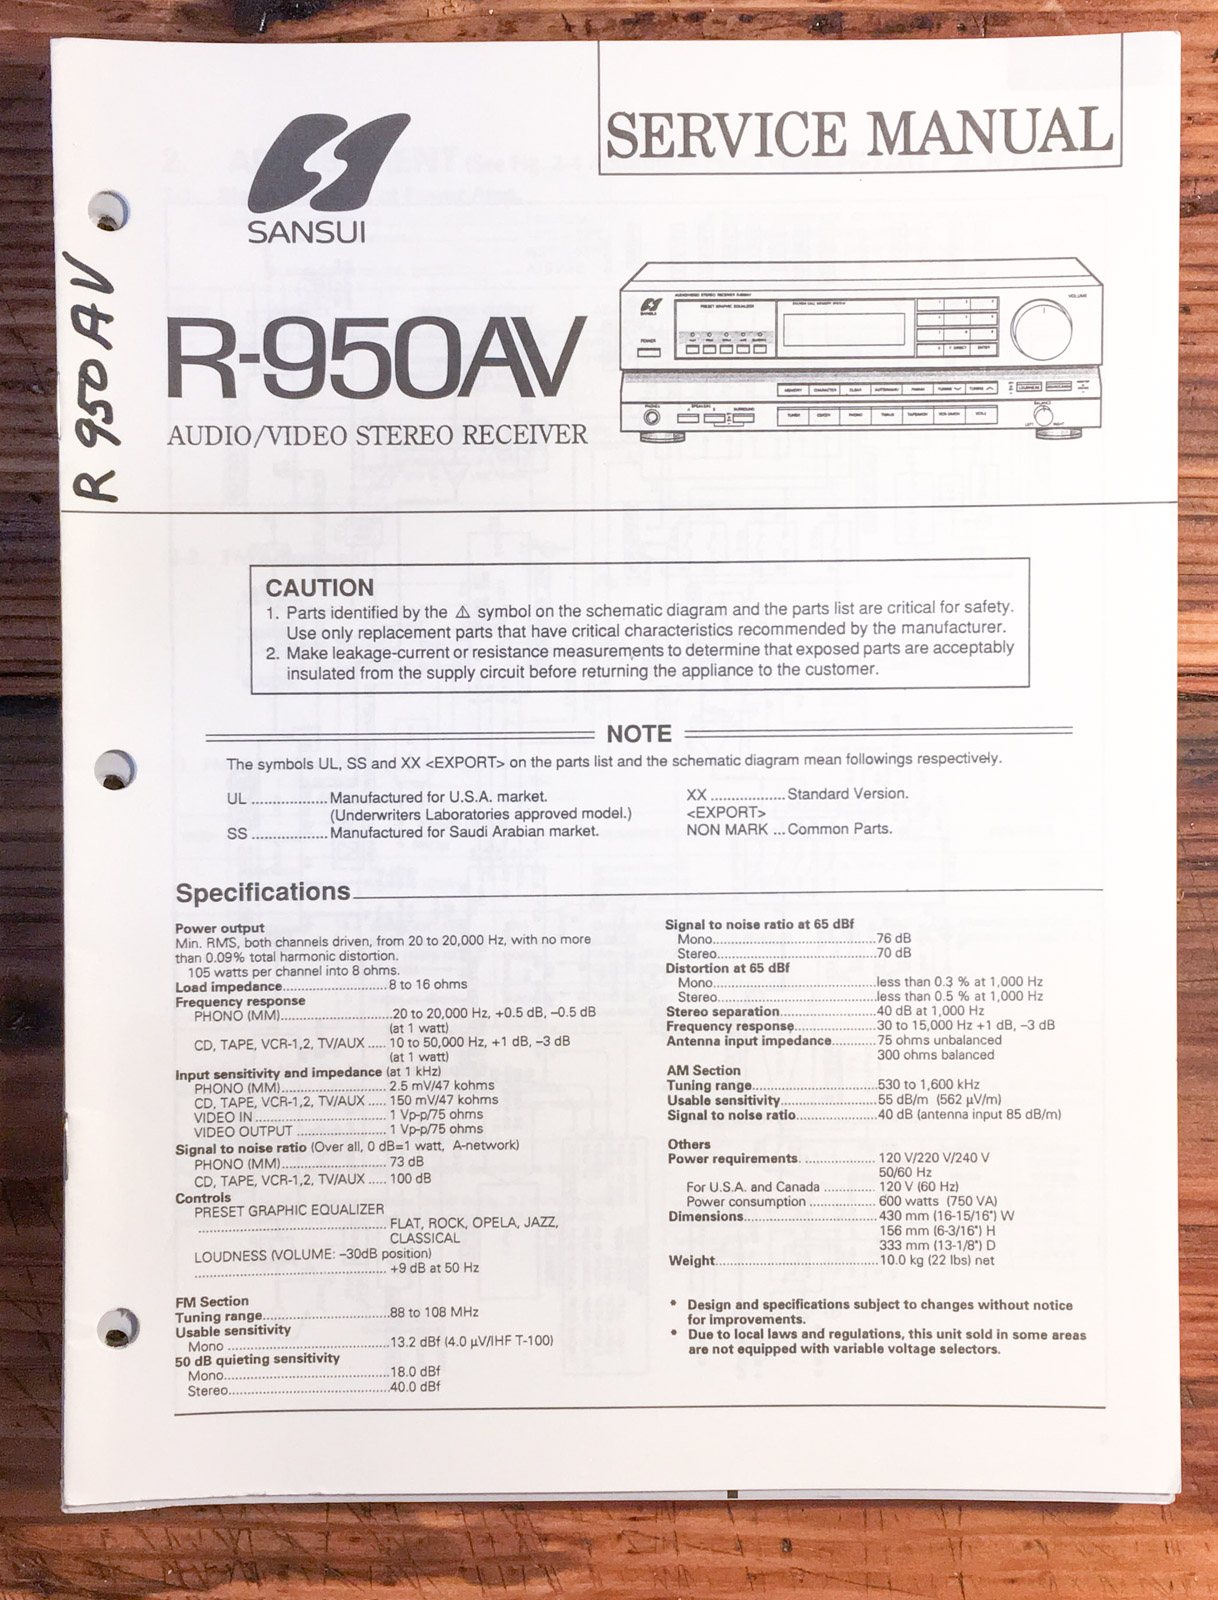 SERVICE MANUAL
SANSUI
R 950AV
R-950AV
AUDIO/VIDEO STEREO RECEIVER
PRESET GRAPHIC EQUALIZER
VOLUME
POWER
SANSUI
MEMORY CHARACTER CLEAR
TUNING TUNING
PHONES SPEAKERS A B SURROUND
TUNER CD/DCH PHONO
BALANCE
LEFT RIGHT
CAUTION
1. Parts identified by the ⚠ symbol on the schematic diagram and the parts list are critical for safety.
Use only replacement parts that have critical characteristics recommended by the manufacturer.
2. Make leakage-current or resistance measurements to determine that exposed parts are acceptably
insulated from the supply circuit before returning the appliance to the customer.
NOTE
The symbols UL, SS and XX <EXPORT> on the parts list and the schematic diagram mean followings respectively.
UL .................. Manufactured for U.S.A. market.
(Underwriters Laboratories approved model.)
SS .................. Manufactured for Saudi Arabian market.
XX .................. Standard Version.
<EXPORT>
NON MARK ... Common Parts.
Specifications
Power output
Min. RMS, both channels driven, from 20 to 20,000 Hz, with no more
than 0.09% total harmonic distortion.
105 watts per channel into 8 ohms.
Load impedance............................ 8 to 16 ohms
Frequency response
PHONO (MM)............................ 20 to 20,000 Hz, +0.5 dB, –0.5 dB
(at 1 watt)
CD, TAPE, VCR-1,2, TV/AUX ..... 10 to 50,000 Hz, +1 dB, –3 dB
(at 1 watt)
Input sensitivity and impedance (at 1 kHz)
PHONO (MM)............................ 2.5 mV/47 kohms
CD, TAPE, VCR-1,2, TV/AUX ..... 150 mV/47 kohms
VIDEO IN ................................. 1 Vp-p/75 ohms
VIDEO OUTPUT ....................... 1 Vp-p/75 ohms
Signal to noise ratio (Over all, 0 dB=1 watt, A-network)
PHONO (MM)............................ 73 dB
CD, TAPE, VCR-1,2, TV/AUX ..... 100 dB
Controls
PRESET GRAPHIC EQUALIZER
.................................................. FLAT, ROCK, OPELA, JAZZ,
CLASSICAL
LOUDNESS (VOLUME: –30dB position)
.................................................. +9 dB at 50 Hz
FM Section
Tuning range................................ 88 to 108 MHz
Usable sensitivity
Mono ........................................ 13.2 dBf (4.0 μV/IHF T-100)
50 dB quieting sensitivity
Mono......................................... 18.0 dBf
Stereo........................................ 40.0 dBf
Signal to noise ratio at 65 dBf
Mono......................................... 76 dB
Stereo........................................ 70 dB
Distortion at 65 dBf
Mono......................................... less than 0.3 % at 1,000 Hz
Stereo........................................ less than 0.5 % at 1,000 Hz
Stereo separation......................... 40 dB at 1,000 Hz
Frequency response..................... 30 to 15,000 Hz +1 dB, –3 dB
Antenna input impedance........... 75 ohms unbalanced
300 ohms balanced
AM Section
Tuning range................................ 530 to 1,600 kHz
Usable sensitivity......................... 55 dB/m (562 μV/m)
Signal to noise ratio..................... 40 dB (antenna input 85 dB/m)
Others
Power requirements. .................. 120 V/220 V/240 V
50/60 Hz
For U.S.A. and Canada ............. 120 V (60 Hz)
Power consumption ................ 600 watts (750 VA)
Dimensions.................................. 430 mm (16-15/16") W
156 mm (6-3/16") H
333 mm (13-1/8") D
Weight......................................... 10.0 kg (22 lbs) net
* Design and specifications subject to changes without notice
for improvements.
* Due to local laws and regulations, this unit sold in some areas
are not equipped with variable voltage selectors.